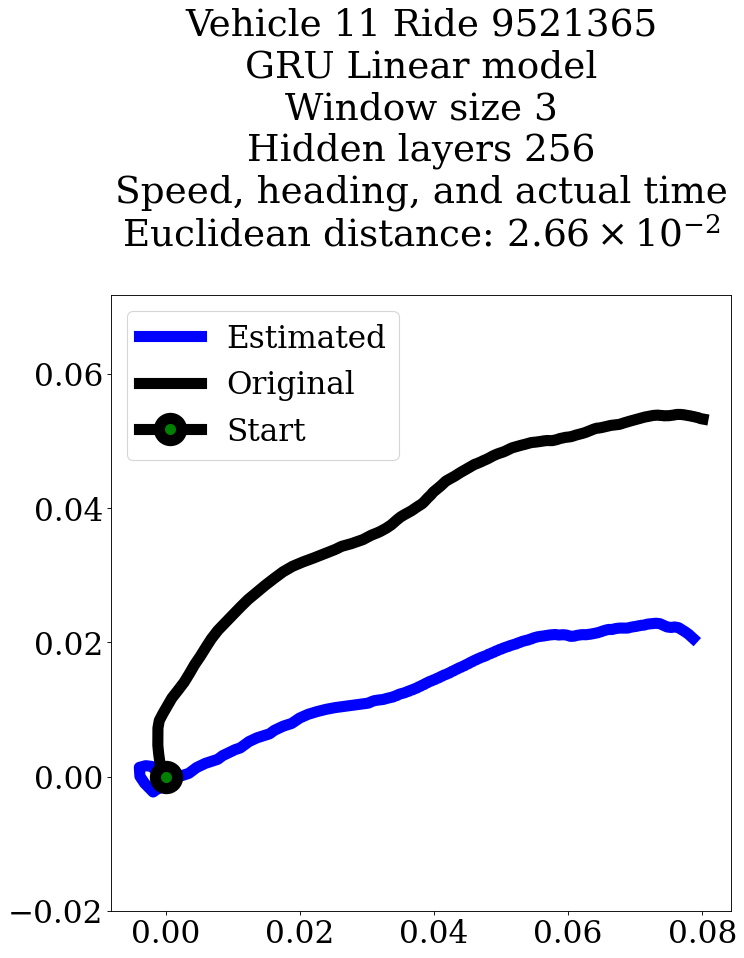 Vehicle 11 Ride 9521365
GRU Linear model
Window size 3
Hidden layers 256
Speed, heading, and actual time
Euclidean distance: 2.66 × 10⁻²
Estimated
Original
Start
0.06
0.04
0.02
0.00
−0.02
0.00 0.02 0.04 0.06 0.08